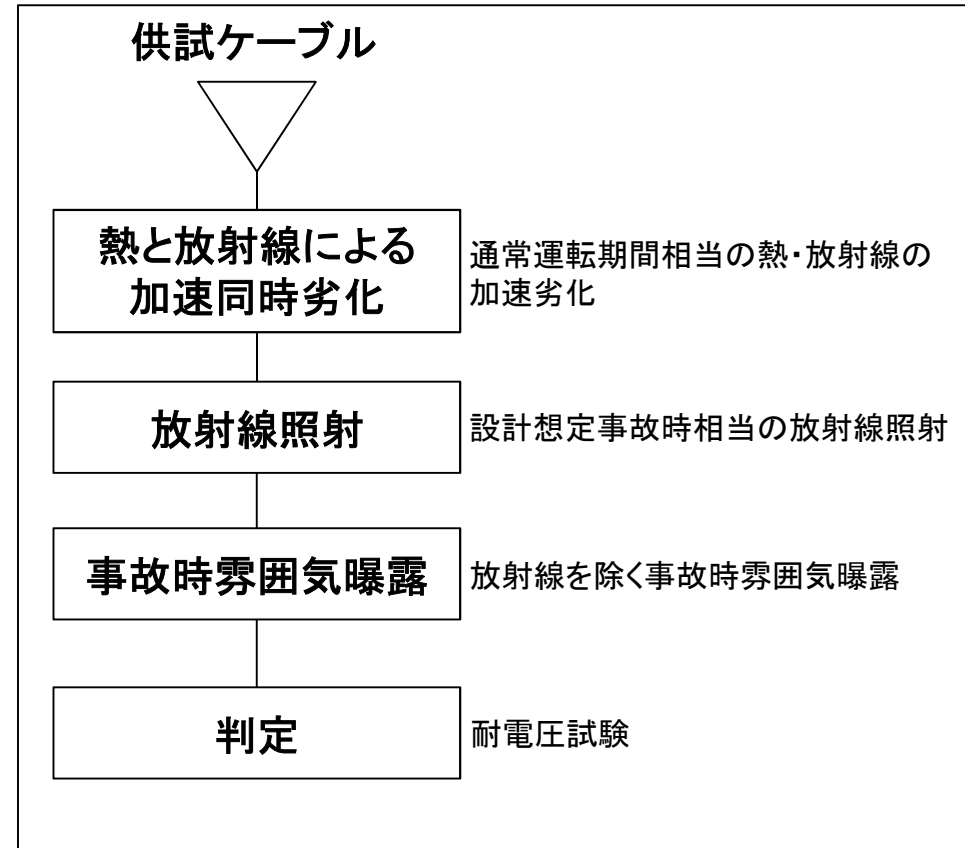 供試ケーブル
熱と放射線による
加速同時劣化
通常運転期間相当の熱・放射線の
加速劣化
放射線照射
設計想定事故時相当の放射線照射
事故時雰囲気曝露
放射線を除く事故時雰囲気曝露
判定
耐電圧試験